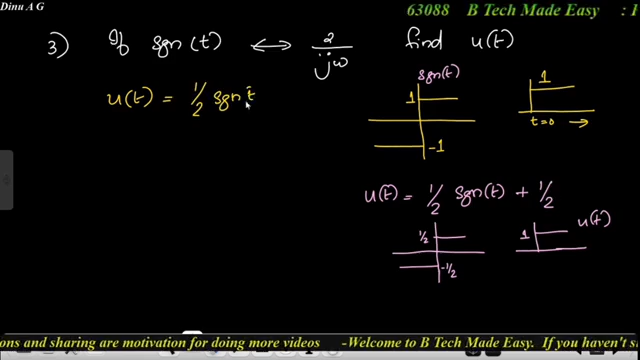 Dinu A G
63088 B Tech Made Easy : I
3) If sgn(t) ⟷ 2/jω find u(t)
sgn(t)
u(t) = 1/2 sgn t
1
-1
1
t=0 →
u(t) = 1/2 sgn(t) + 1/2
1/2
-1/2
1
u(t)
ons and sharing are motivation for doing more videos -Welcome to B Tech Made Easy. If you haven't s